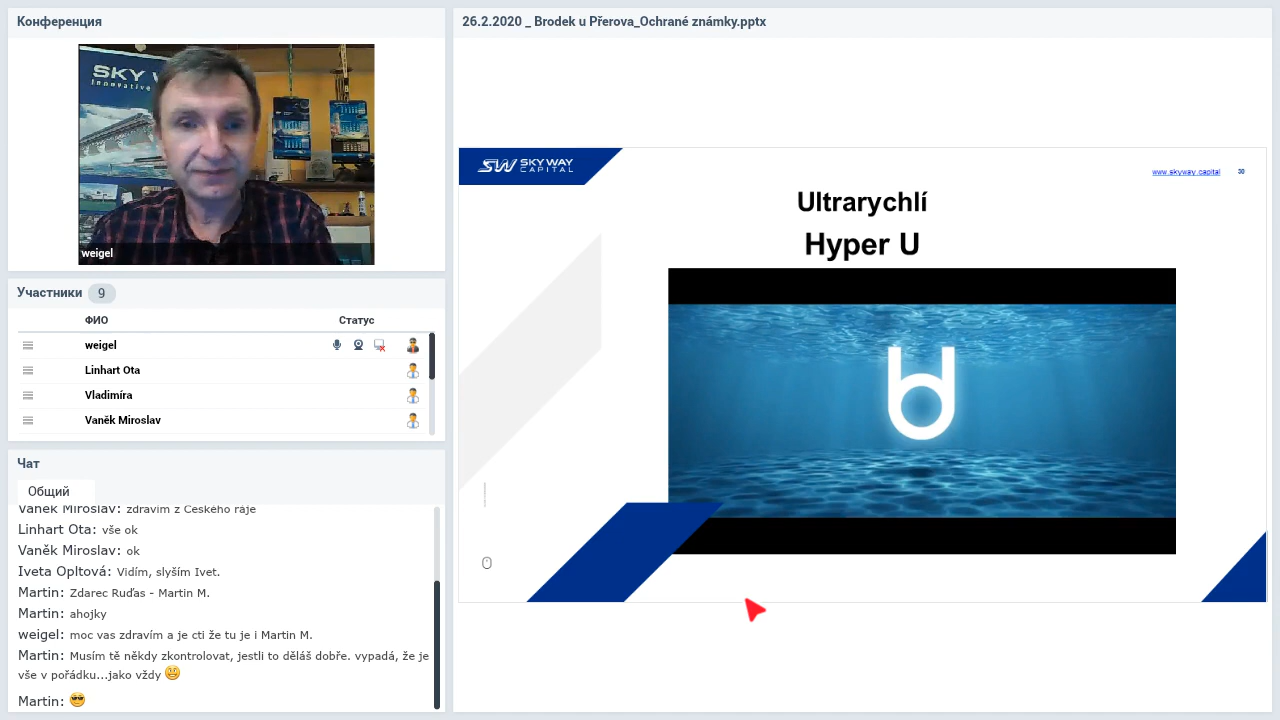 Конференция
SKY W
Innovative
weigel
Участники 9
ФИО Статус
weigel
Linhart Ota
Vladimíra
Vaněk Miroslav
Чат
Общий
Vaněk Miroslav: zdravím z Českého ráje
Linhart Ota: vše ok
Vaněk Miroslav: ok
Iveta Opltová: Vidím, slyším Ivet.
Martin: Zdarec Ruďas - Martin M.
Martin: ahojky
weigel: moc vas zdravím a je cti že tu je i Martin M.
Martin: Musím tě někdy zkontrolovat, jestli to děláš dobře. vypadá, že je
vše v pořádku...jako vždy
Martin:
26.2.2020 _ Brodek u Přerova_Ochrané známky.pptx
SW SKY WAY
CAPITAL
www.skyway.capital 30
Ultrarychlí
Hyper U